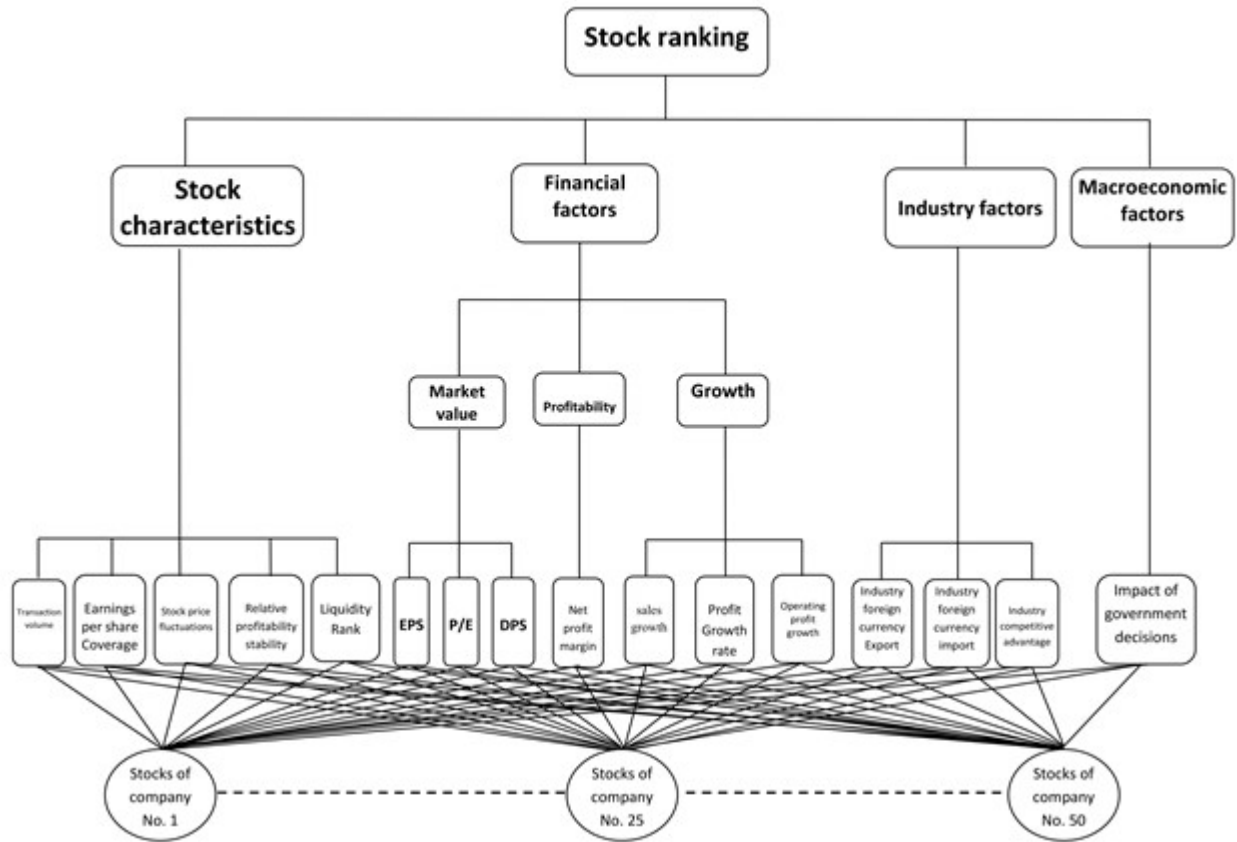 Stock ranking
Stock
characteristics
Financial
factors
Industry factors
Macroeconomic
factors
Market
value
Profitability
Growth
Transaction
volume
Earnings
per share
Coverage
Stock price
fluctuations
Relative
profitability
stability
Liquidity
Rank
EPS
P/E
DPS
Net
profit
margin
sales
growth
Profit
Growth
rate
Operating
profit
growth
Industry
foreign
currency
Export
Industry
foreign
currency
import
Industry
competitive
advantage
Impact of
government
decisions
Stocks of
company
No. 1
Stocks of
company
No. 25
Stocks of
company
No. 50